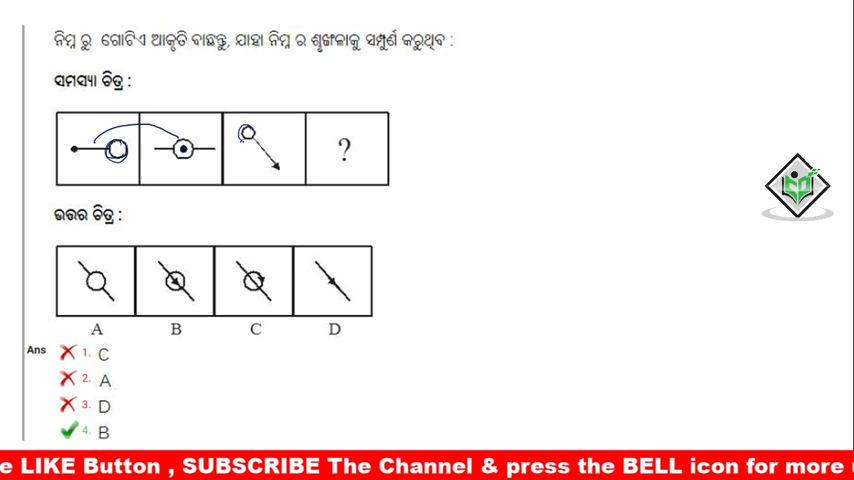 ନିମ୍ନ ରୁ ଗୋଟିଏ ଆକୃତି ବାଛନ୍ତୁ, ଯାହା ନିମ୍ନ ର ଶୃଙ୍ଖଳାକୁ ସମ୍ପୁର୍ଣ କରୁଥିବ :
ସମସ୍ୟା ଚିତ୍ର :
?
ଉତ୍ତର ଚିତ୍ର :
A B C D
Ans 1. C
2. A
3. D
4. B
e LIKE Button , SUBSCRIBE The Channel & press the BELL icon for more